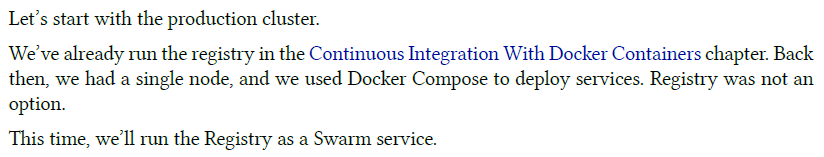 Let’s start with the production cluster.
We’ve already run the registry in the Continuous Integration With Docker Containers chapter. Back
then, we had a single node, and we used Docker Compose to deploy services. Registry was not an
option.
This time, we’ll run the Registry as a Swarm service.